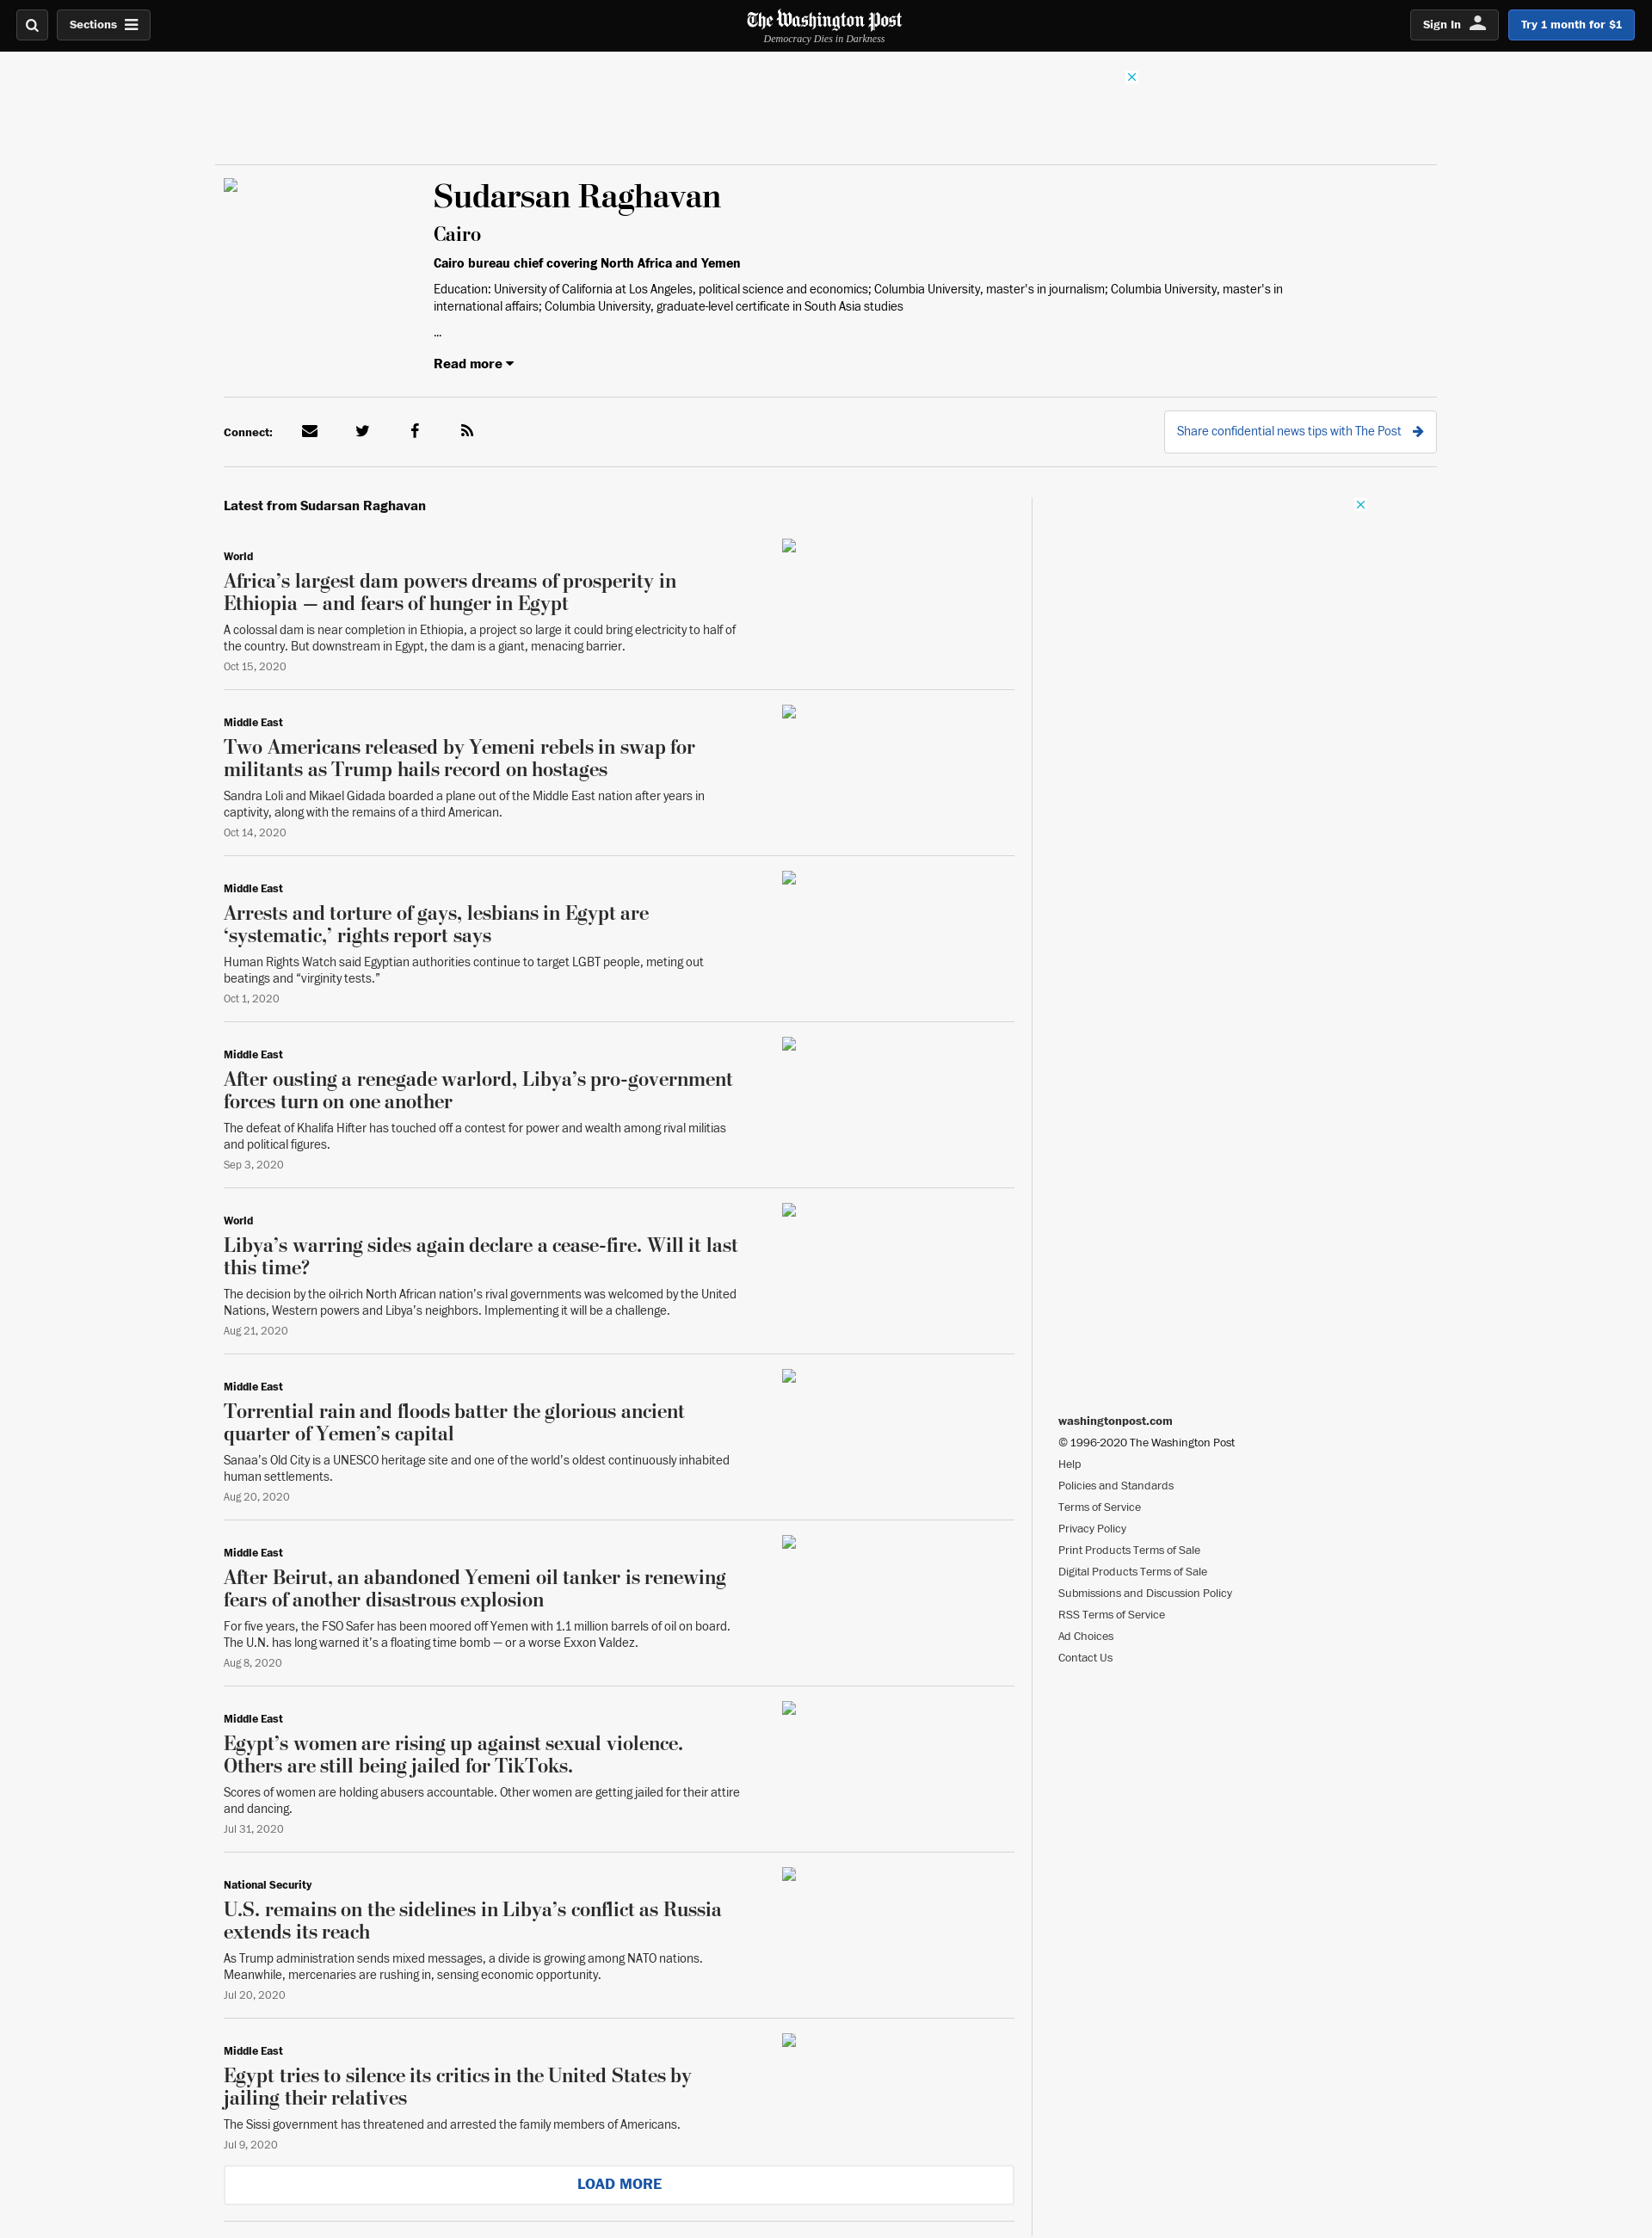 Sections
The Washington Post
Democracy Dies in Darkness
Sign In
Try 1 month for $1
Sudarsan Raghavan
Cairo
Cairo bureau chief covering North Africa and Yemen
Education: University of California at Los Angeles, political science and economics; Columbia University, master's in journalism; Columbia University, master's in
international affairs; Columbia University, graduate-level certificate in South Asia studies
...
Read more
Connect:
Share confidential news tips with The Post
Latest from Sudarsan Raghavan
World
Africa’s largest dam powers dreams of prosperity in
Ethiopia — and fears of hunger in Egypt
A colossal dam is near completion in Ethiopia, a project so large it could bring electricity to half of
the country. But downstream in Egypt, the dam is a giant, menacing barrier.
Oct 15, 2020
Middle East
Two Americans released by Yemeni rebels in swap for
militants as Trump hails record on hostages
Sandra Loli and Mikael Gidada boarded a plane out of the Middle East nation after years in
captivity, along with the remains of a third American.
Oct 14, 2020
Middle East
Arrests and torture of gays, lesbians in Egypt are
‘systematic,’ rights report says
Human Rights Watch said Egyptian authorities continue to target LGBT people, meting out
beatings and “virginity tests.”
Oct 1, 2020
Middle East
After ousting a renegade warlord, Libya’s pro-government
forces turn on one another
The defeat of Khalifa Hifter has touched off a contest for power and wealth among rival militias
and political figures.
Sep 3, 2020
World
Libya’s warring sides again declare a cease-fire. Will it last
this time?
The decision by the oil-rich North African nation’s rival governments was welcomed by the United
Nations, Western powers and Libya’s neighbors. Implementing it will be a challenge.
Aug 21, 2020
Middle East
Torrential rain and floods batter the glorious ancient
quarter of Yemen’s capital
Sanaa’s Old City is a UNESCO heritage site and one of the world’s oldest continuously inhabited
human settlements.
Aug 20, 2020
Middle East
After Beirut, an abandoned Yemeni oil tanker is renewing
fears of another disastrous explosion
For five years, the FSO Safer has been moored off Yemen with 1.1 million barrels of oil on board.
The U.N. has long warned it’s a floating time bomb — or a worse Exxon Valdez.
Aug 8, 2020
Middle East
Egypt’s women are rising up against sexual violence.
Others are still being jailed for TikToks.
Scores of women are holding abusers accountable. Other women are getting jailed for their attire
and dancing.
Jul 31, 2020
National Security
U.S. remains on the sidelines in Libya’s conflict as Russia
extends its reach
As Trump administration sends mixed messages, a divide is growing among NATO nations.
Meanwhile, mercenaries are rushing in, sensing economic opportunity.
Jul 20, 2020
Middle East
Egypt tries to silence its critics in the United States by
jailing their relatives
The Sissi government has threatened and arrested the family members of Americans.
Jul 9, 2020
LOAD MORE
washingtonpost.com
© 1996-2020 The Washington Post
Help
Policies and Standards
Terms of Service
Privacy Policy
Print Products Terms of Sale
Digital Products Terms of Sale
Submissions and Discussion Policy
RSS Terms of Service
Ad Choices
Contact Us